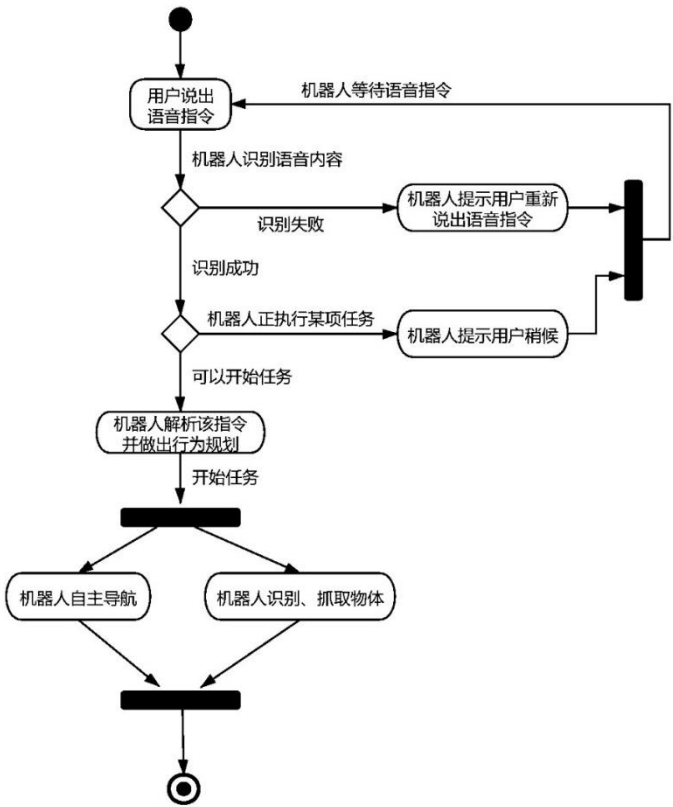 用户说出
语音指令
机器人等待语音指令
机器人识别语音内容
机器人提示用户重新
说出语音指令
识别失败
识别成功
机器人正执行某项任务
机器人提示用户稍候
可以开始任务
机器人解析该指令
并做出行为规划
开始任务
机器人自主导航
机器人识别、抓取物体